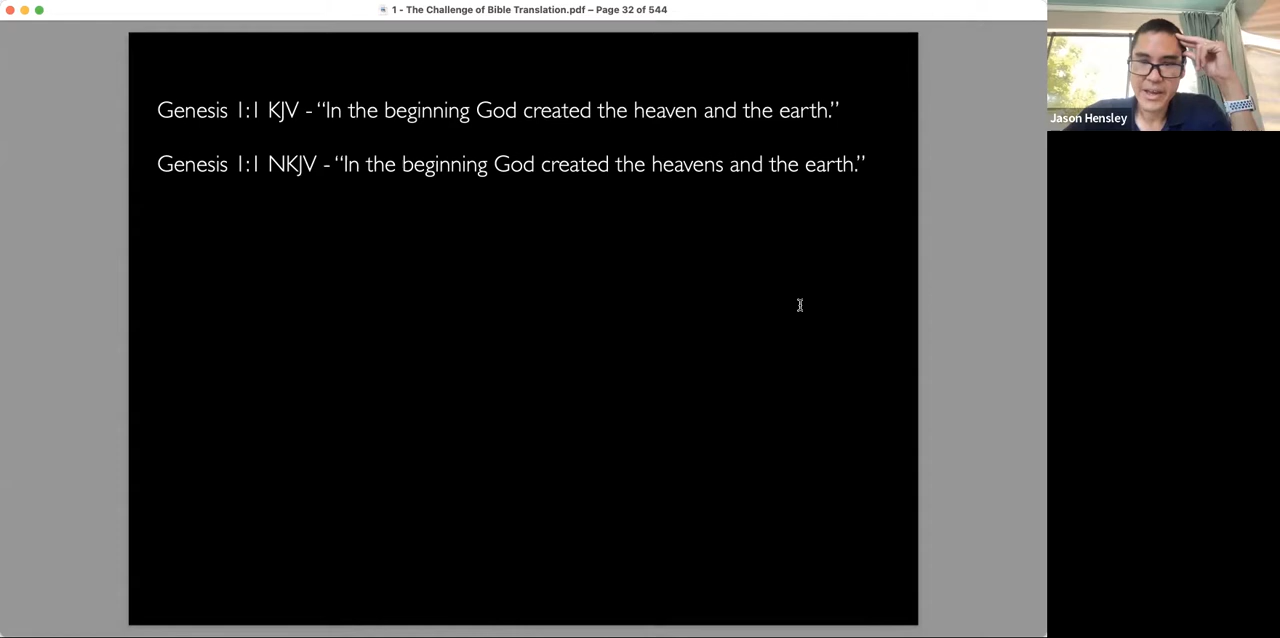 1 - The Challenge of Bible Translation.pdf – Page 32 of 544
Genesis 1:1 KJV - “In the beginning God created the heaven and the earth.”
Genesis 1:1 NKJV - “In the beginning God created the heavens and the earth.”
Jason Hensley